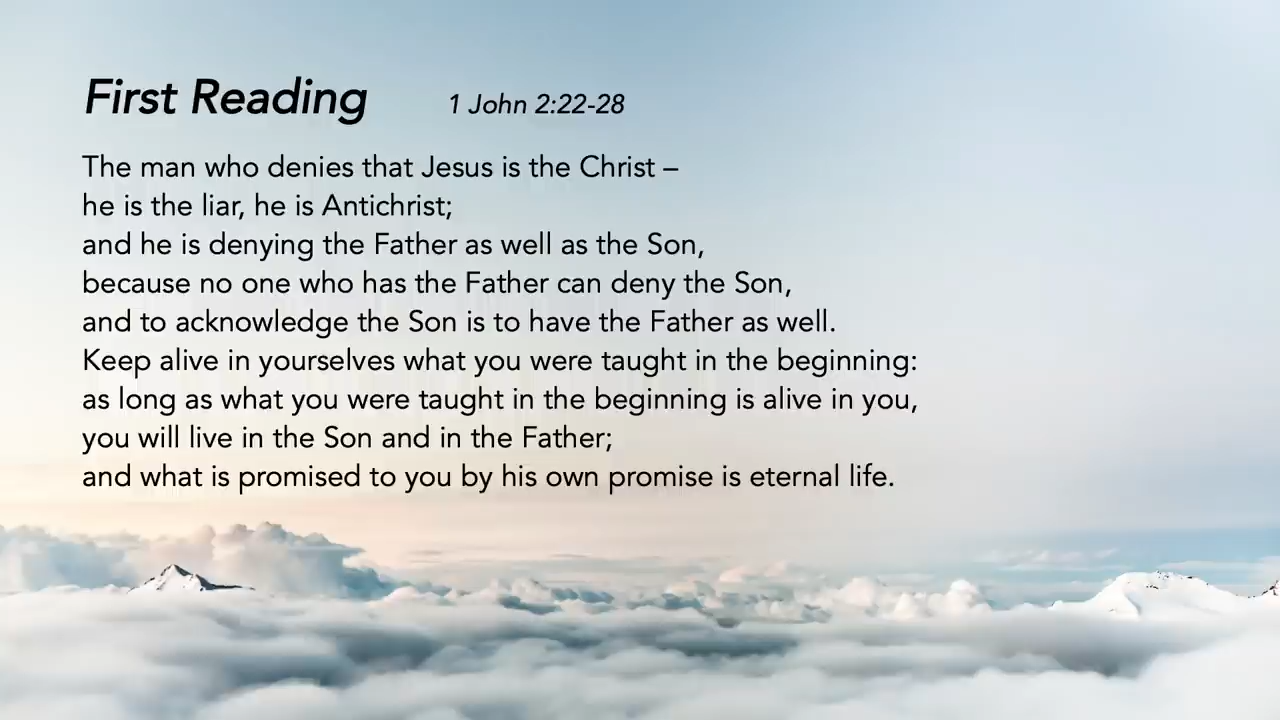 First Reading 1 John 2:22-28
The man who denies that Jesus is the Christ –
he is the liar, he is Antichrist;
and he is denying the Father as well as the Son,
because no one who has the Father can deny the Son,
and to acknowledge the Son is to have the Father as well.
Keep alive in yourselves what you were taught in the beginning:
as long as what you were taught in the beginning is alive in you,
you will live in the Son and in the Father;
and what is promised to you by his own promise is eternal life.